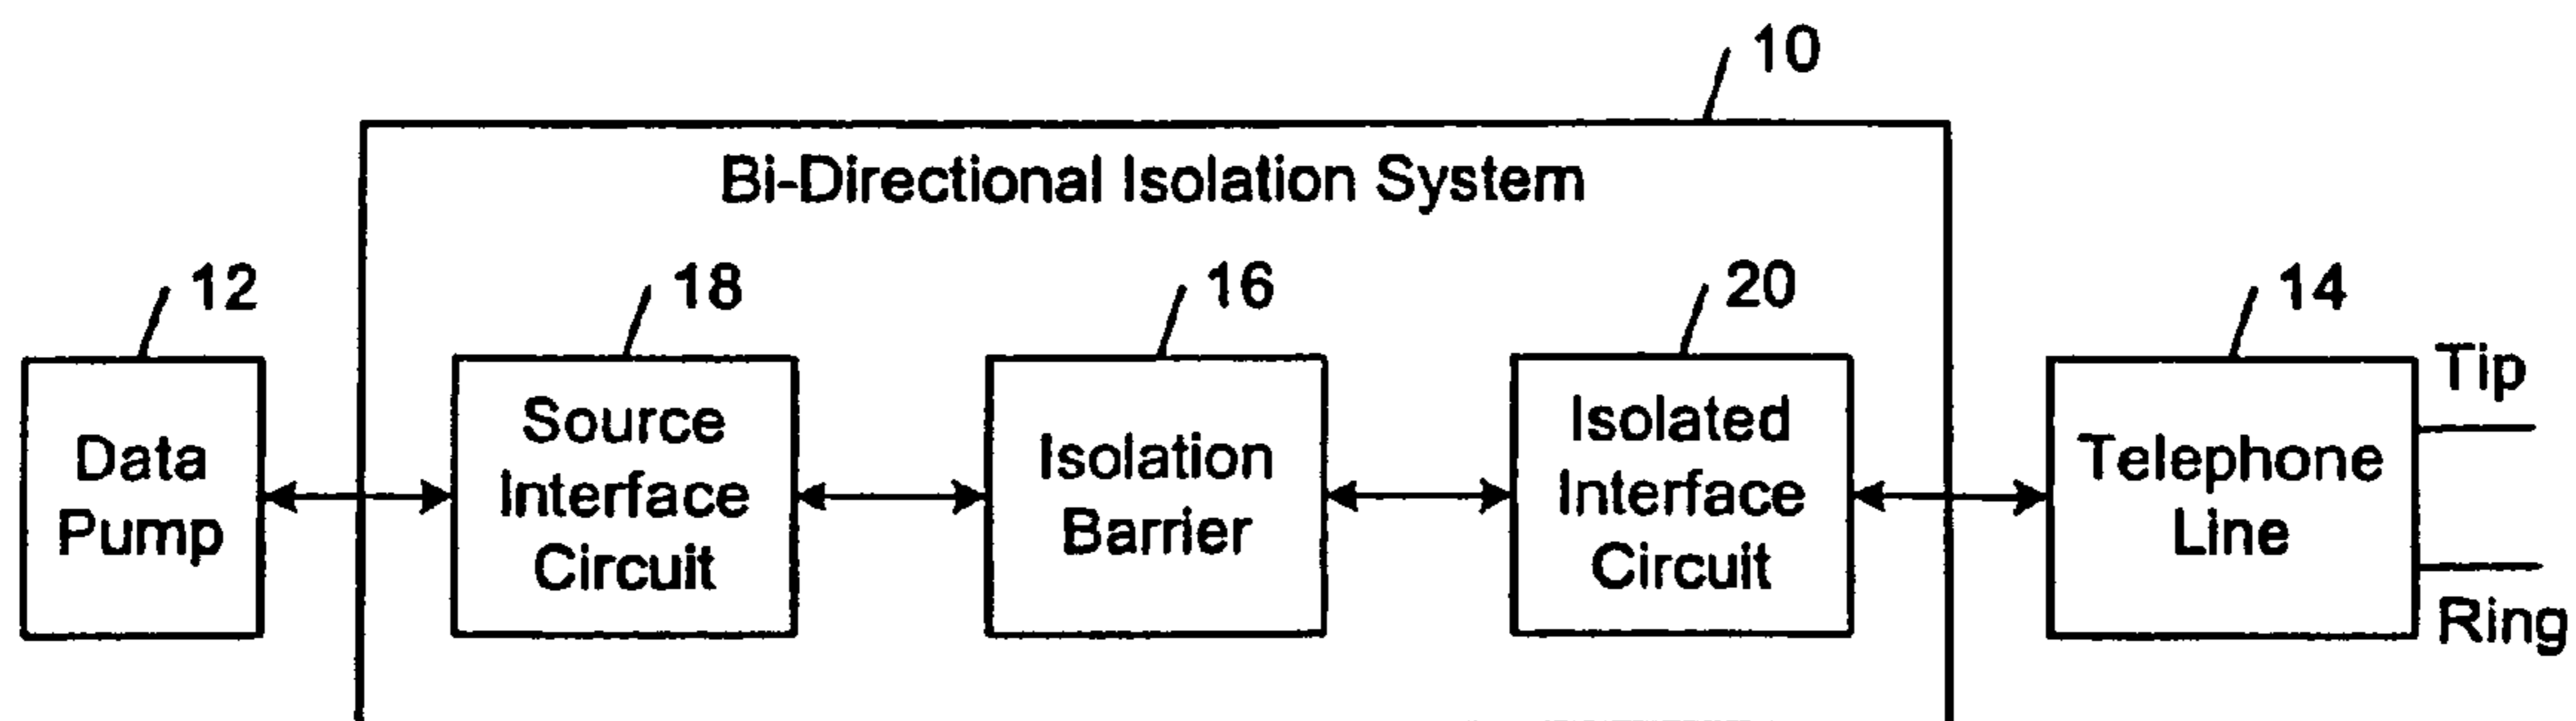 10
Bi-Directional Isolation System
12
18
16
20
14
Data
Pump
Source
Interface
Circuit
Isolation
Barrier
Isolated
Interface
Circuit
Telephone
Line
Tip
Ring